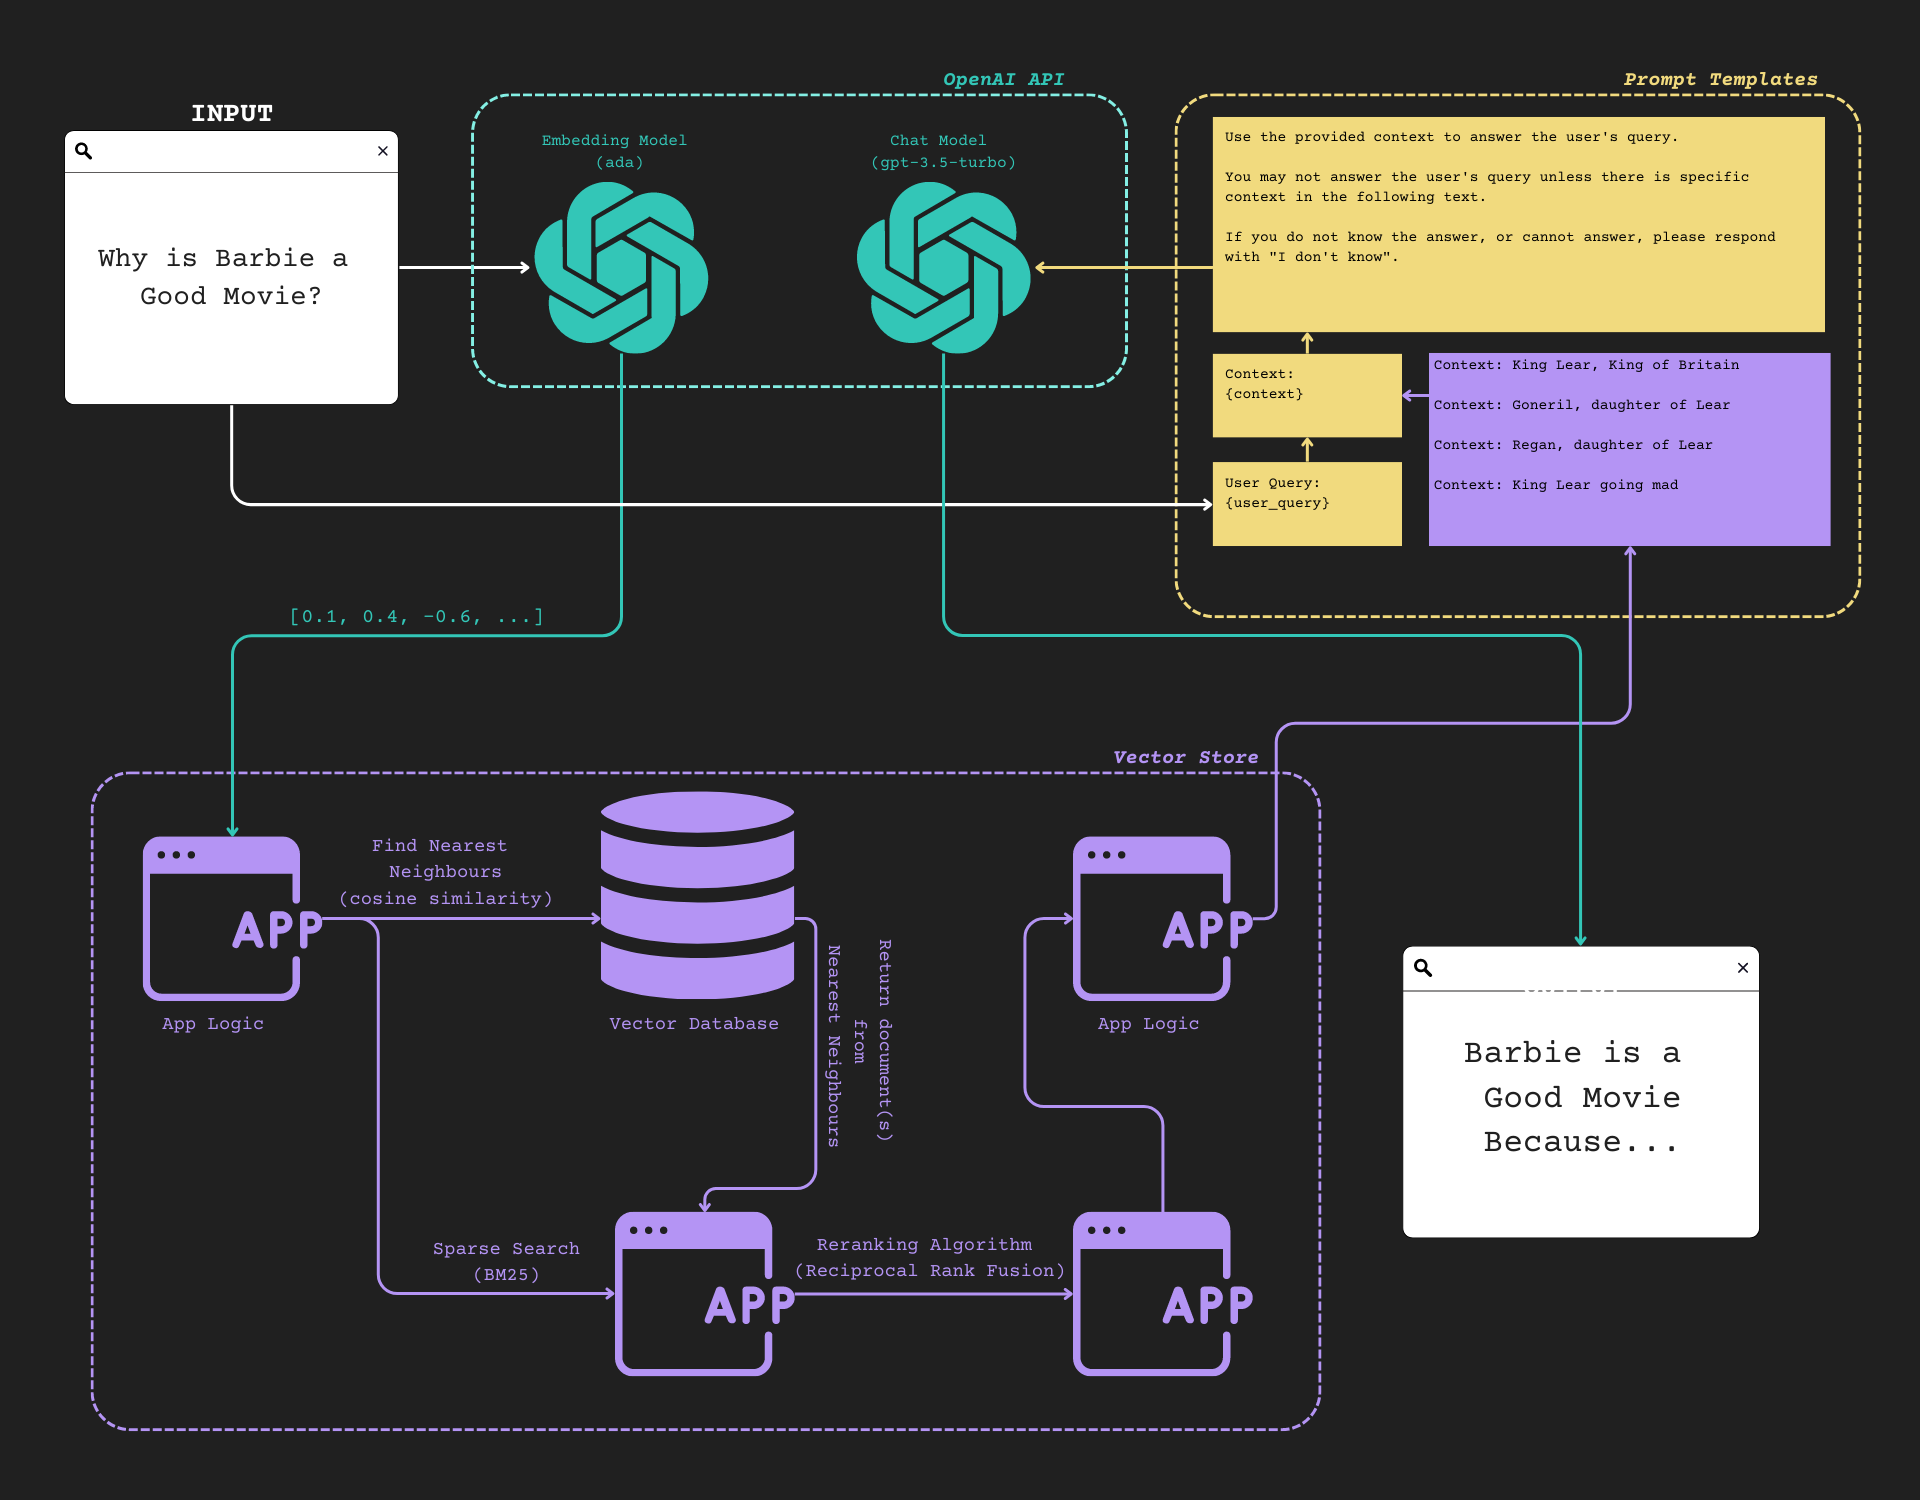 INPUT
Why is Barbie a
Good Movie?
OpenAI API
Embedding Model
(ada)
Chat Model
(gpt-3.5-turbo)
Prompt Templates
Use the provided context to answer the user's query.
You may not answer the user's query unless there is specific
context in the following text.
If you do not know the answer, or cannot answer, please respond
with "I don't know".
Context:
{context}
User Query:
{user_query}
Context: King Lear, King of Britain
Context: Goneril, daughter of Lear
Context: Regan, daughter of Lear
Context: King Lear going mad
[0.1, 0.4, -0.6, ...]
Vector Store
APP
App Logic
Find Nearest
Neighbours
(cosine similarity)
Vector Database
Return document(s)
from
Nearest Neighbours
APP
App Logic
Sparse Search
(BM25)
APP
Reranking Algorithm
(Reciprocal Rank Fusion)
APP
Barbie is a
Good Movie
Because...